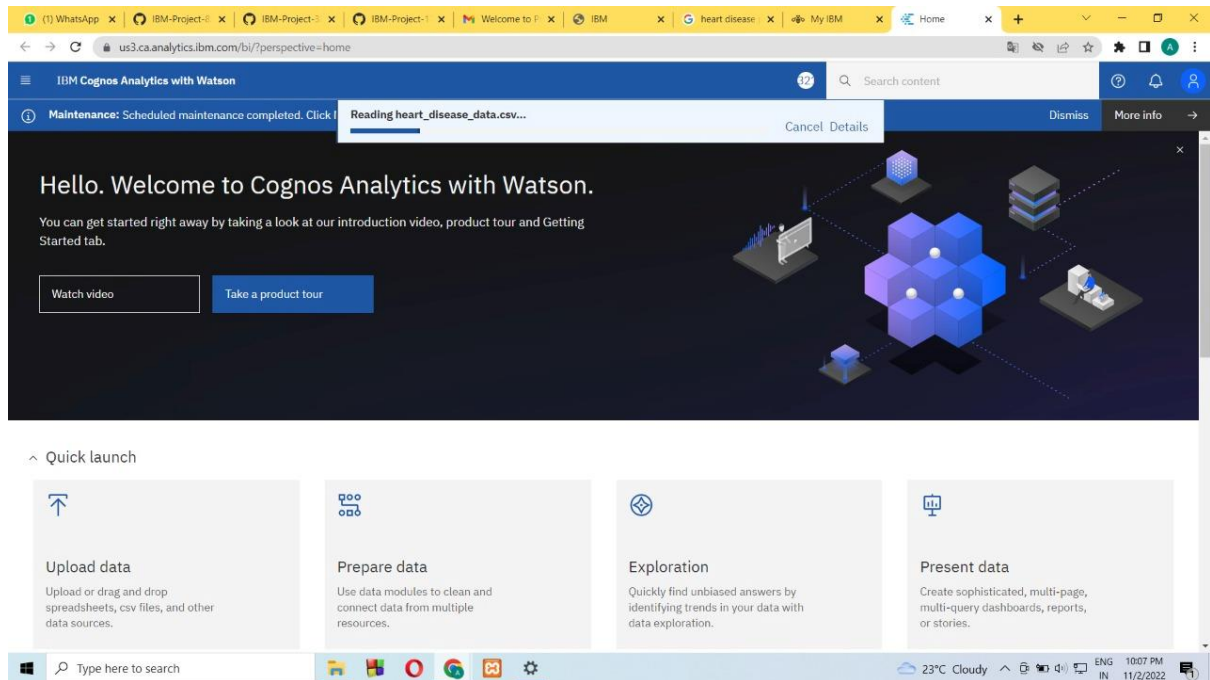 (1) WhatsApp
IBM-Project-8
IBM-Project-3
IBM-Project-1
Welcome to P
IBM
heart disease
My IBM
Home
us3.ca.analytics.ibm.com/bi/?perspective=home
A
IBM Cognos Analytics with Watson
32
Search content
Maintenance: Scheduled maintenance completed. Click
Reading heart_disease_data.csv...
Cancel Details
Dismiss
More info
Hello. Welcome to Cognos Analytics with Watson.
You can get started right away by taking a look at our introduction video, product tour and Getting
Started tab.
Watch video
Take a product tour
Quick launch
Upload data
Upload or drag and drop
spreadsheets, csv files, and other
data sources.
Prepare data
Use data modules to clean and
connect data from multiple
resources.
Exploration
Quickly find unbiased answers by
identifying trends in your data with
data exploration.
Present data
Create sophisticated, multi-page,
multi-query dashboards, reports,
or stories.
Type here to search
23°C Cloudy
ENG
IN
10:07 PM
11/2/2022
1